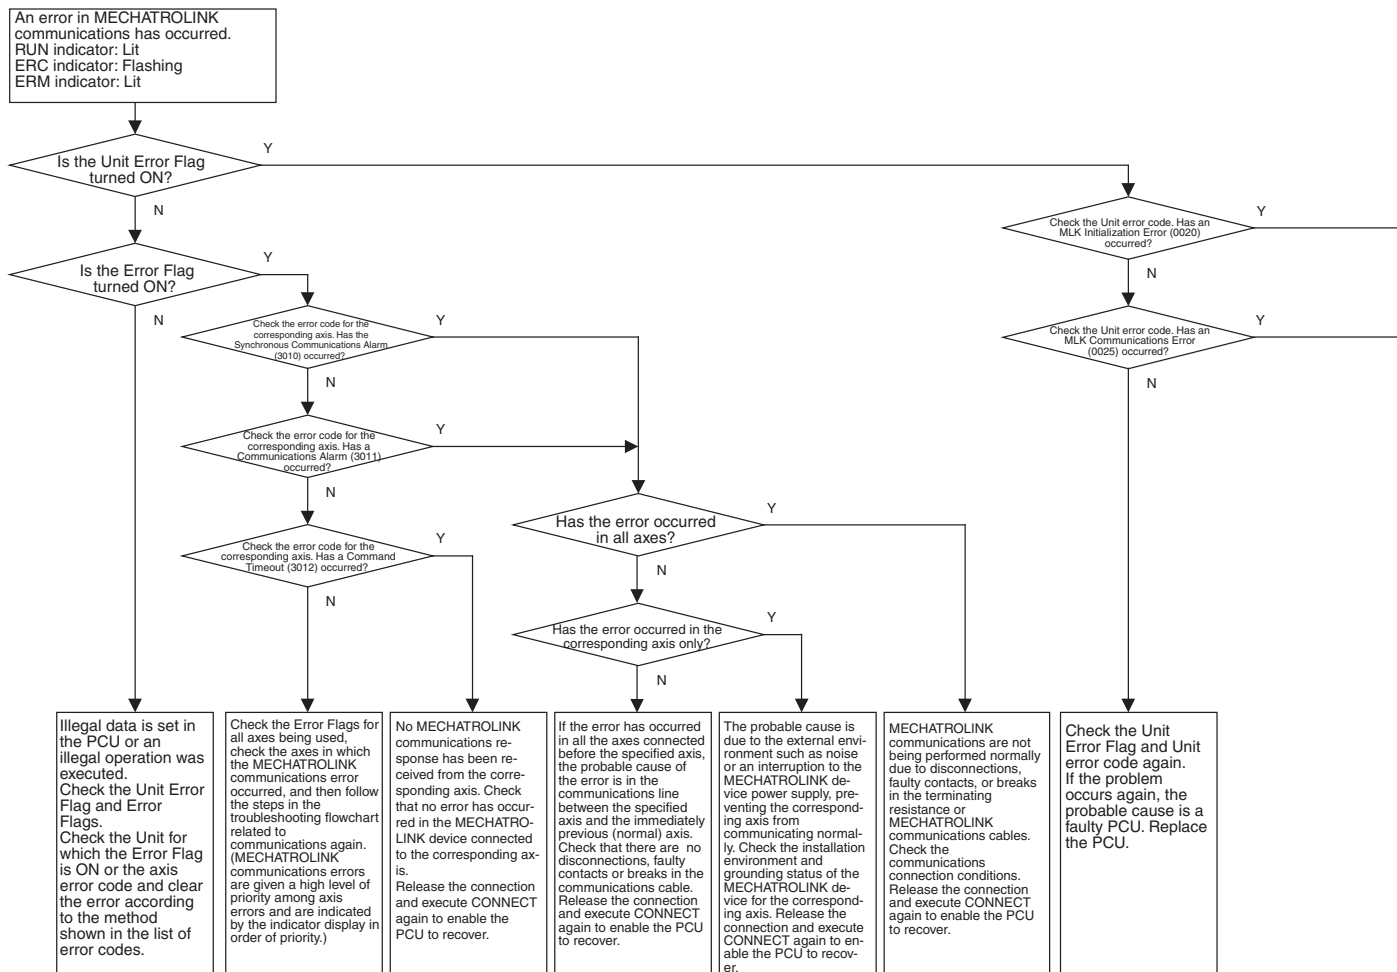 An error in MECHATROLINK
communications has occurred.
RUN indicator: Lit
ERC indicator: Flashing
ERM indicator: Lit
Is the Unit Error Flag
turned ON?
Y
N
Check the Unit error code. Has an
MLK Initialization Error (0020)
occurred?
Y
N
Is the Error Flag
turned ON?
Y
N
Check the error code for the
corresponding axis. Has the
Synchronous Communications Alarm
(3010) occurred?
Y
N
Check the Unit error code. Has an
MLK Communications Error
(0025) occurred?
Y
N
Check the error code for the
corresponding axis. Has a
Communications Alarm (3011)
occurred?
Y
N
Has the error occurred
in all axes?
Y
N
Check the error code for the
corresponding axis. Has a Command
Timeout (3012) occurred?
Y
N
Has the error occurred in the
corresponding axis only?
Y
N
Illegal data is set in
the PCU or an
illegal operation was
executed.
Check the Unit Error
Flag and Error
Flags.
Check the Unit for
which the Error Flag
is ON or the axis
error code and clear
the error according
to the method
shown in the list of
error codes.
Check the Error Flags for
all axes being used,
check the axes in which
the MECHATROLINK
communications error
occurred, and then follow
the steps in the
troubleshooting flowchart
related to
communications again.
(MECHATROLINK
communications errors
are given a high level of
priority among axis
errors and are indicated
by the indicator display in
order of priority.)
No MECHATROLINK
communications re-
sponse has been re-
ceived from the corre-
sponding axis. Check
that no error has occur-
red in the MECHATRO-
LINK device connected
to the corresponding ax-
is.
Release the connection
and execute CONNECT
again to enable the
PCU to recover.
If the error has occurred
in all the axes connected
before the specified axis,
the probable cause of
the error is in the
communications line
between the specified
axis and the immediately
previous (normal) axis.
Check that there are no
disconnections, faulty
contacts or breaks in the
communications cable.
Release the connection
and execute CONNECT
again to enable the PCU
to recover.
The probable cause is
due to the external envi-
ronment such as noise
or an interruption to the
MECHATROLINK de-
vice power supply, prev-
enting the correspond-
ing axis from
communicating normal-
ly. Check the installation
environment and
grounding status of the
MECHATROLINK de-
vice for the correspond-
ing axis. Release the
connection and execute
CONNECT again to en-
able the PCU to recov-
er.
MECHATROLINK
communications are not
being performed normally
due to disconnections,
faulty contacts, or breaks
in the terminating
resistance or
MECHATROLINK
communications cables.
Check the
communications
connection conditions.
Release the connection
and execute CONNECT
again to enable the PCU
to recover.
Check the Unit
Error Flag and Unit
error code again.
If the problem
occurs again, the
probable cause is a
faulty PCU. Replace
the PCU.